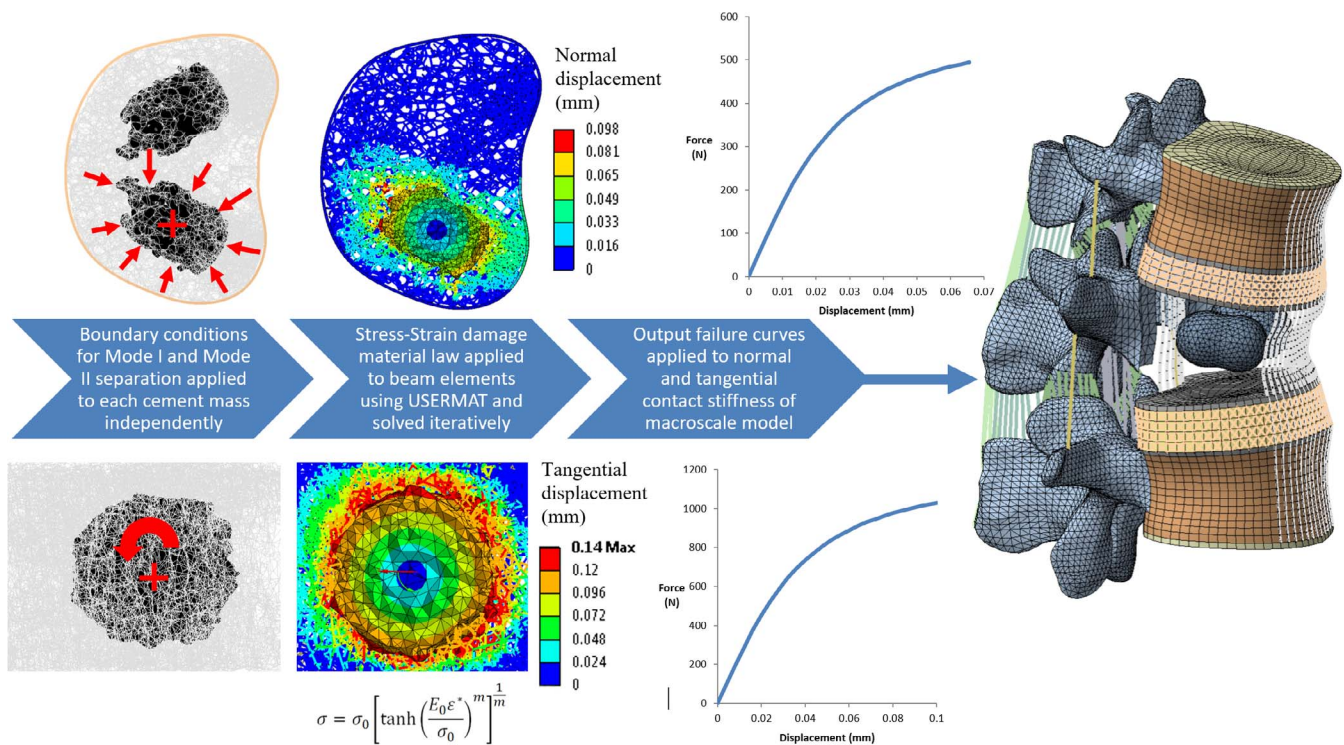 Normal
displacement
(mm)
0.098
0.081
0.065
0.049
0.033
0.016
0
600
500
400
300
200
100
0
Force
(N)
0
0.01
0.02
0.03
0.04
0.05
0.06
0.07
Displacement (mm)
Boundary conditions
for Mode I and Mode
II separation applied
to each cement mass
independently
Stress-Strain damage
material law applied
to beam elements
using USERMAT and
solved iteratively
Output failure curves
applied to normal
and tangential
contact stiffness of
macroscale model
Tangential
displacement
(mm)
0.14 Max
0.12
0.096
0.072
0.048
0.024
0
1200
1000
800
600
400
200
0
Force
(N)
0
0.02
0.04
0.06
0.08
0.1
Displacement (mm)
σ = σ₀ [tanh (E₀ε* / σ₀)^m]^(1/m)